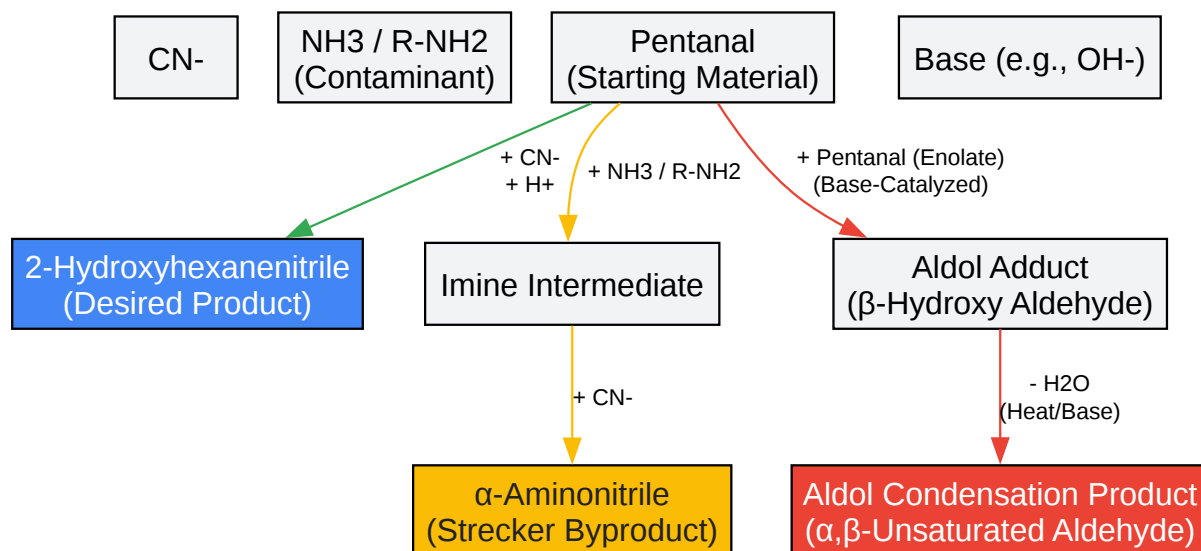 CN-
NH3 / R-NH2
(Contaminant)
Pentanal
(Starting Material)
Base (e.g., OH-)
+ CN-
+ H+
+ NH3 / R-NH2
+ Pentanal (Enolate)
(Base-Catalyzed)
2-Hydroxyhexanenitrile
(Desired Product)
Imine Intermediate
Aldol Adduct
(β-Hydroxy Aldehyde)
+ CN-
- H2O
(Heat/Base)
α-Aminonitrile
(Strecker Byproduct)
Aldol Condensation Product
(α,β-Unsaturated Aldehyde)